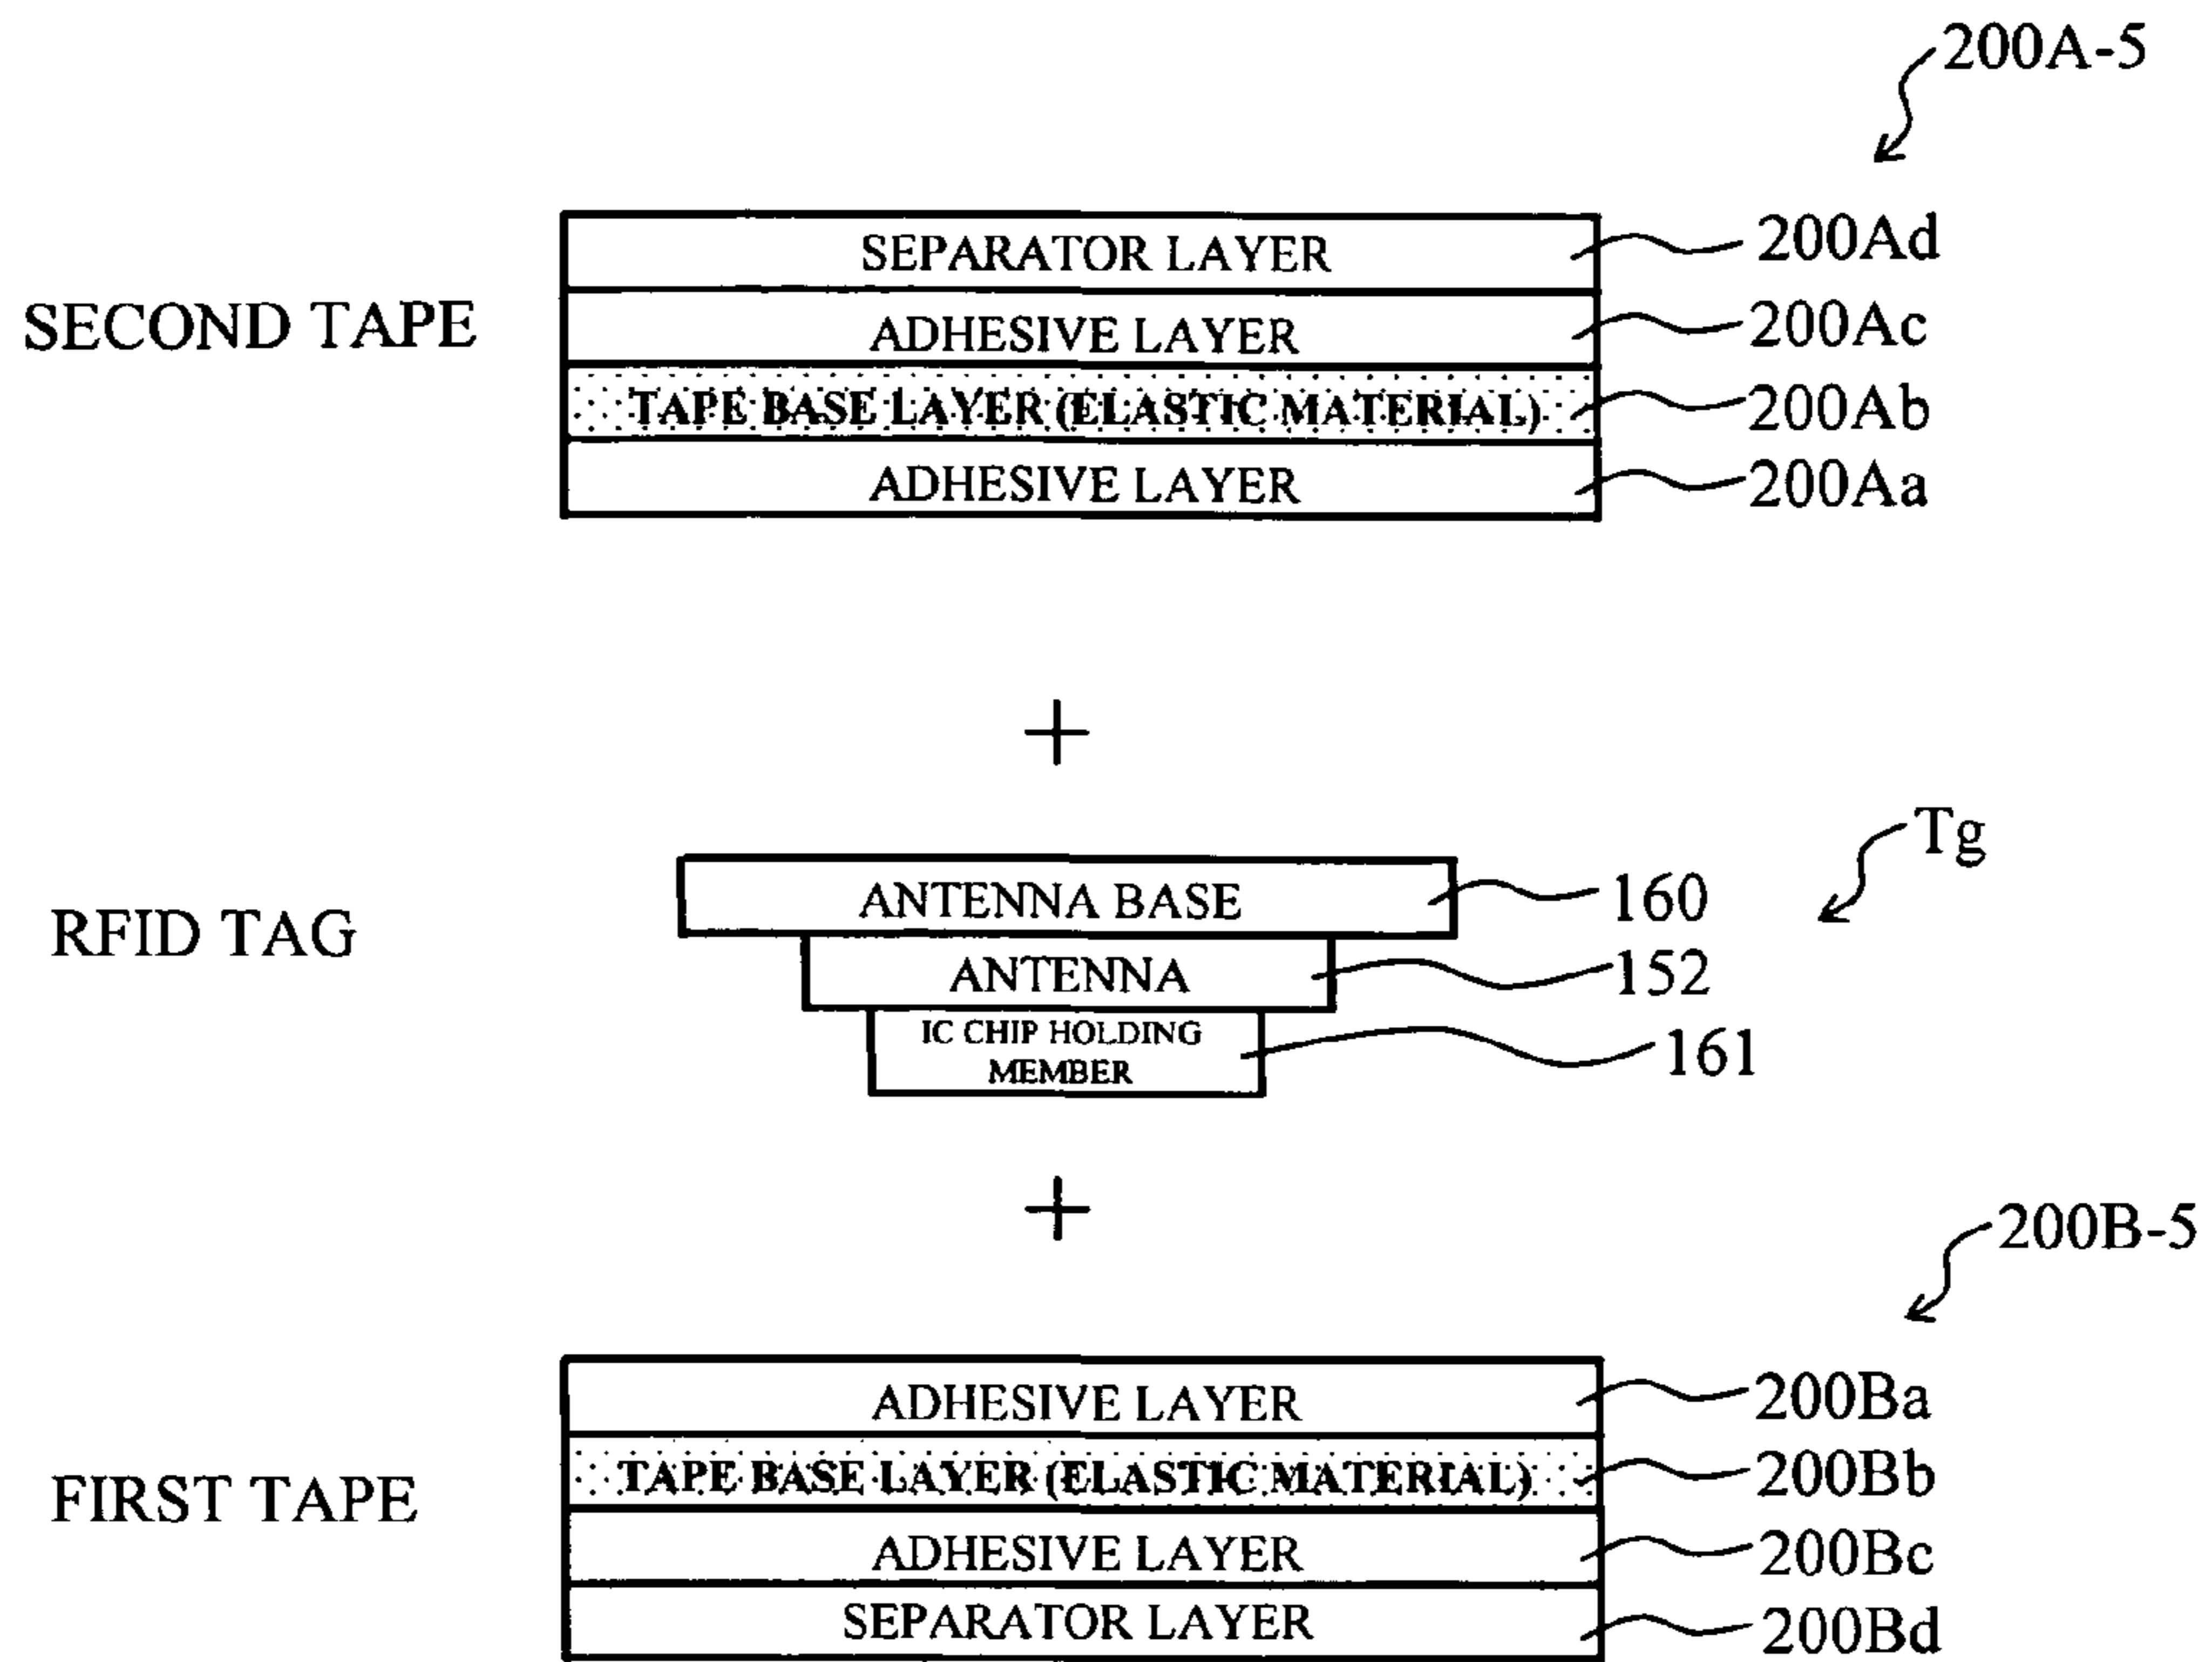 200A-5
SEPARATOR LAYER 200Ad
SECOND TAPE
ADHESIVE LAYER 200Ac
TAPE BASE LAYER (ELASTIC MATERIAL) 200Ab
ADHESIVE LAYER 200Aa
+
Tg
ANTENNA BASE 160
RFID TAG
ANTENNA 152
IC CHIP HOLDING
MEMBER 161
+
200B-5
ADHESIVE LAYER 200Ba
TAPE BASE LAYER (ELASTIC MATERIAL) 200Bb
FIRST TAPE
ADHESIVE LAYER 200Bc
SEPARATOR LAYER 200Bd